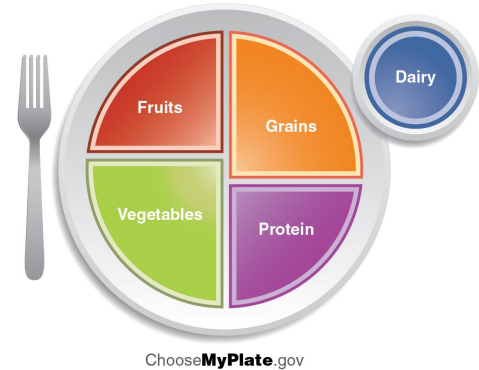 Fruits
Grains
Dairy
Vegetables
Protein
ChooseMyPlate.gov